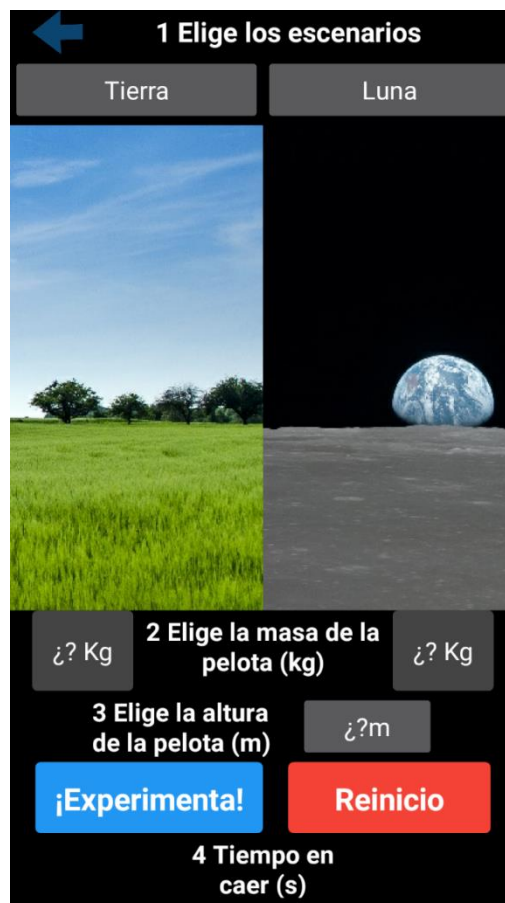 1 Elige los escenarios
Tierra
Luna
¿? Kg
2 Elige la masa de la
pelota (kg)
¿? Kg
3 Elige la altura
de la pelota (m)
¿?m
¡Experimenta!
Reinicio
4 Tiempo en
caer (s)